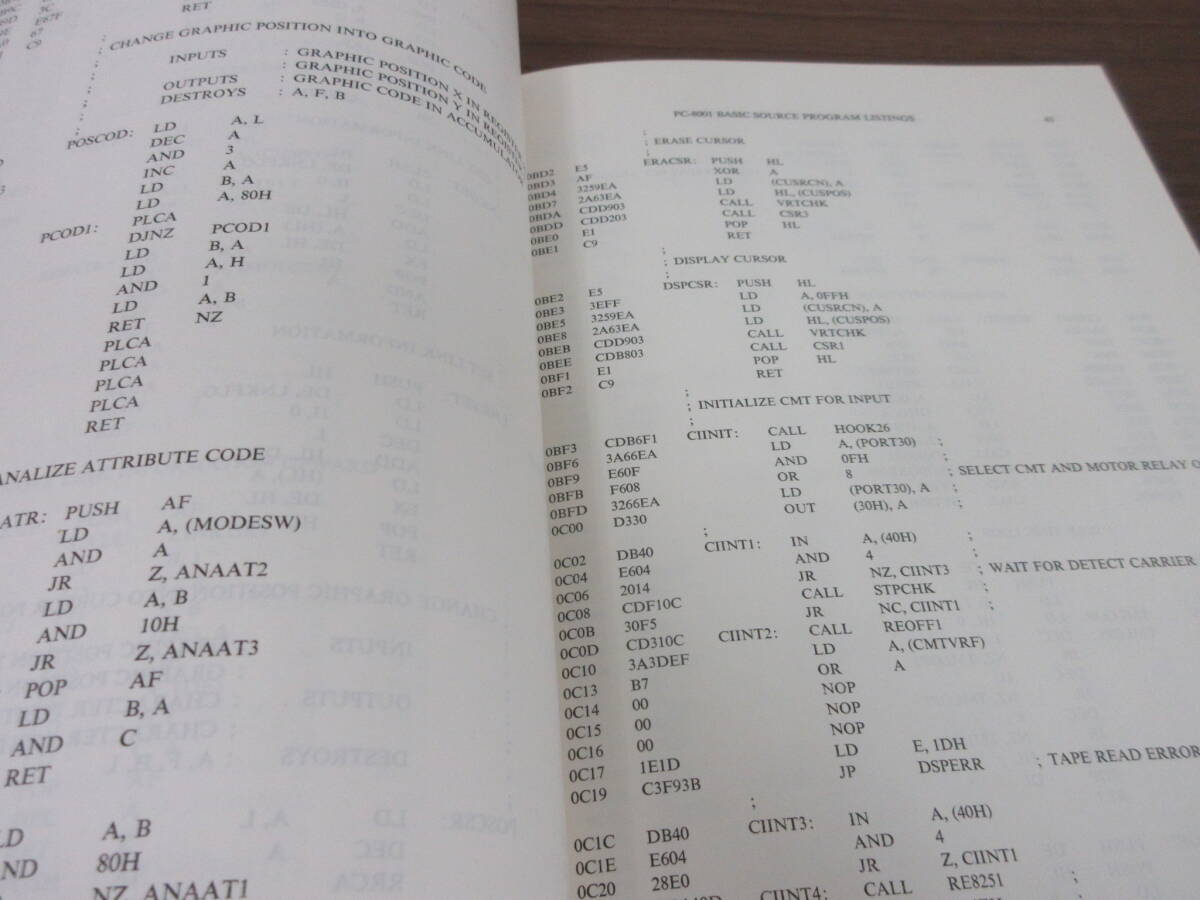 RET
CHANGE GRAPHIC POSITION INTO GRAPHIC CODE
INPUTS : GRAPHIC POSITION X IN
: GRAPHIC POSITION Y IN
OUTPUTS : GRAPHIC CODE IN
DESTROYS : A, F, B
POSCOD: LD A, L
DEC A
AND 3
INC A
LD B, A
LD A, 80H
PCOD1: PLCA
DJNZ PCOD1
LD B, A
LD A, H
AND 1
LD A, B
RET NZ
PLCA
PLCA
PLCA
PLCA
RET
ANALIZE ATTRIBUTE CODE
ATR: PUSH AF
LD A, (MODESW)
AND A
JR Z, ANAAT2
LD A, B
AND 10H
JR Z, ANAAT3
POP AF
LD B, A
AND C
RET
LD A, B
AND 80H
NZ, ANAAT1
PC-8001 BASIC SOURCE PROGRAM LISTINGS
;
; ERASE CURSOR
;
0BD2 E5 ERACSR: PUSH HL
0BD3 AF XOR A
0BD4 3259EA LD (CUSRCN), A
0BD7 2A63EA LD HL, (CUSPOS)
0BDA CDD903 CALL VRTCHK
0BDD CDD203 CALL CSR3
0BE0 E1 POP HL
0BE1 C9 RET
;
; DISPLAY CURSOR
;
0BE2 E5 DSPCSR: PUSH HL
0BE3 3EFF LD A, 0FFH
0BE5 3259EA LD (CUSRCN), A
0BE8 2A63EA LD HL, (CUSPOS)
0BEB CDD903 CALL VRTCHK
0BEE CDB803 CALL CSR1
0BF1 E1 POP HL
0BF2 C9 RET
;
; INITIALIZE CMT FOR INPUT
;
0BF3 CDB6F1 CIINIT: CALL HOOK26
0BF6 3A66EA LD A, (PORT30) ;
0BF9 E60F AND 0FH ;
0BFB F608 OR 8 ; SELECT CMT AND MOTOR RELAY O
0BFD 3266EA LD (PORT30), A ;
0C00 D330 OUT (30H), A ;
;
0C02 DB40 CIINT1: IN A, (40H) ;
0C04 E604 AND 4 ;
0C06 2014 JR NZ, CIINT3 ; WAIT FOR DETECT CARRIER
0C08 CDF10C CALL STPCHK ;
0C0B 30F5 JR NC, CIINT1 ;
0C0D CD310C CIINT2: CALL REOFF1
0C10 3A3DEF LD A, (CMTVRF)
0C13 B7 OR A
0C14 00 NOP
0C15 00 NOP
0C16 00 NOP
0C17 1E1D LD E, 1DH
0C19 C3F93B JP DSPERR ; TAPE READ ERROR
;
0C1C DB40 CIINT3: IN A, (40H)
0C1E E604 AND 4
0C20 28E0 JR Z, CIINT1
CIINT4: CALL RE8251 ;